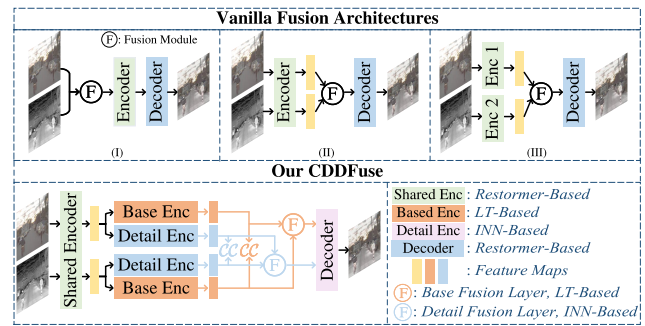 Vanilla Fusion Architectures
F : Fusion Module
F
Encoder
Decoder
(I)
Encoder
F
Decoder
(II)
Enc 1
Enc 2
F
Decoder
(III)
Our CDDFuse
Shared Encoder
Base Enc
Detail Enc
Detail Enc
Base Enc
CC
CC
F
F
Decoder
Shared Enc : Restormer-Based
Based Enc : LT-Based
Detail Enc : INN-Based
Decoder : Restormer-Based
: Feature Maps
F : Base Fusion Layer, LT-Based
F : Detail Fusion Layer, INN-Based